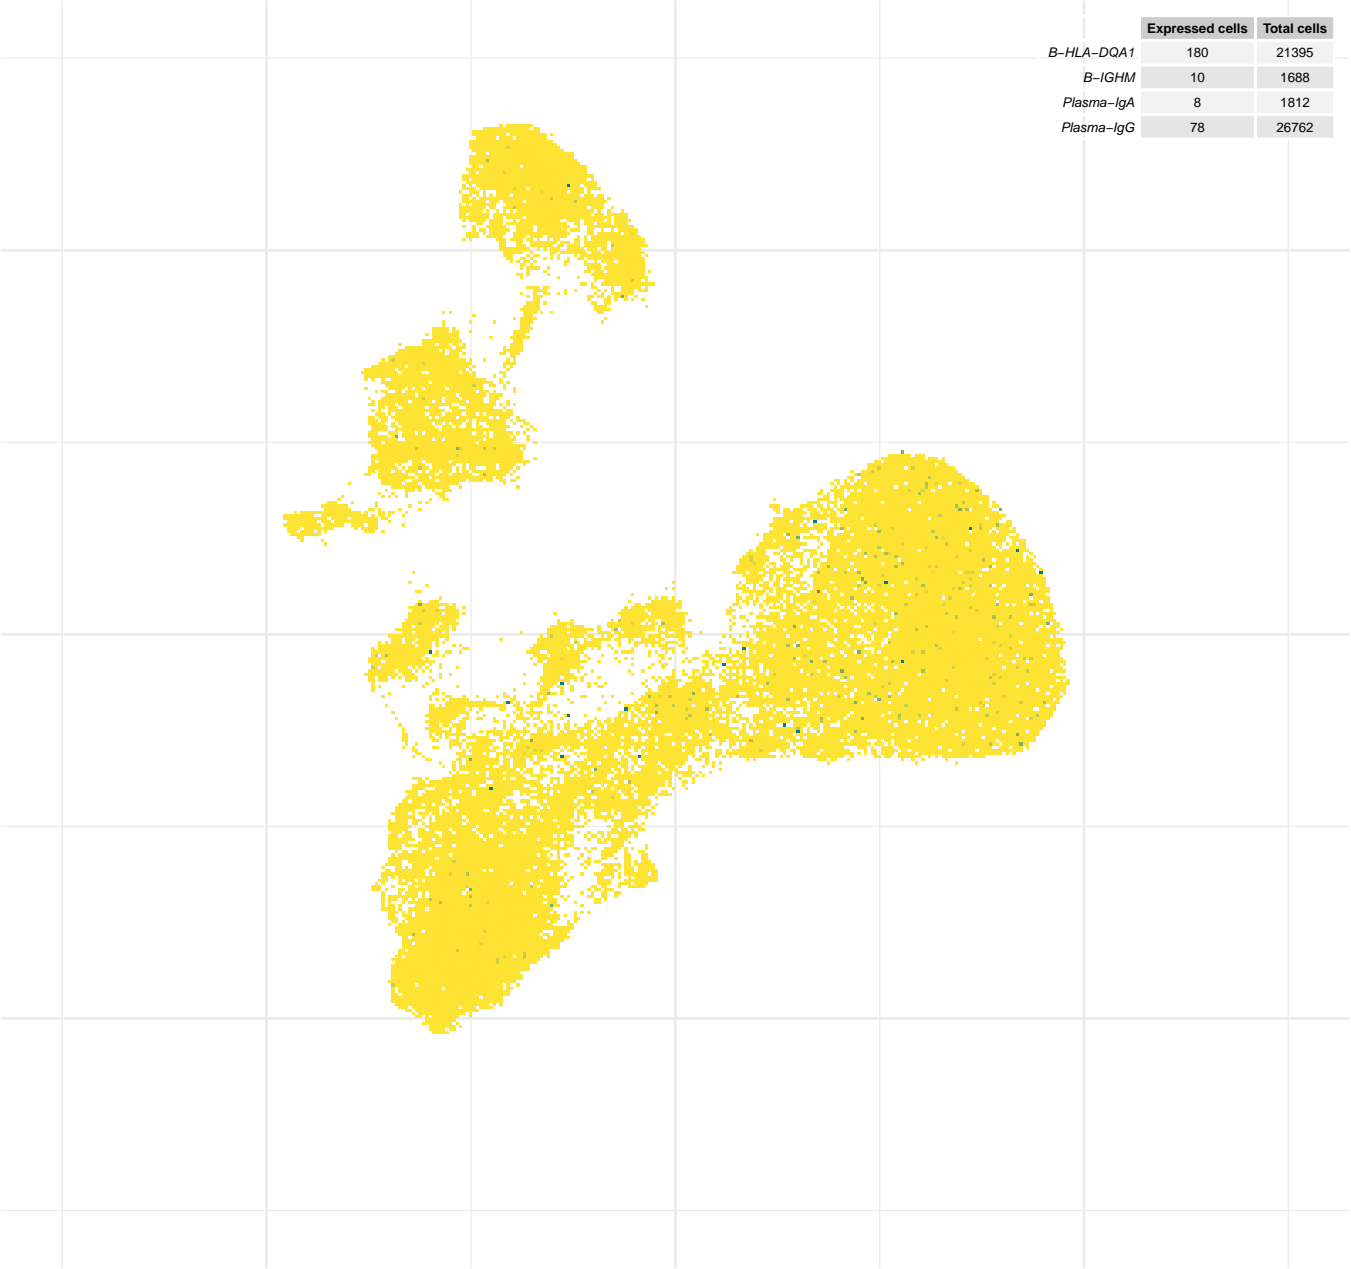 Expressed cells Total cells
B−HLA−DQA1 180 21395
B−IGHM 10 1688
Plasma−IgA 8 1812
Plasma−IgG 78 26762